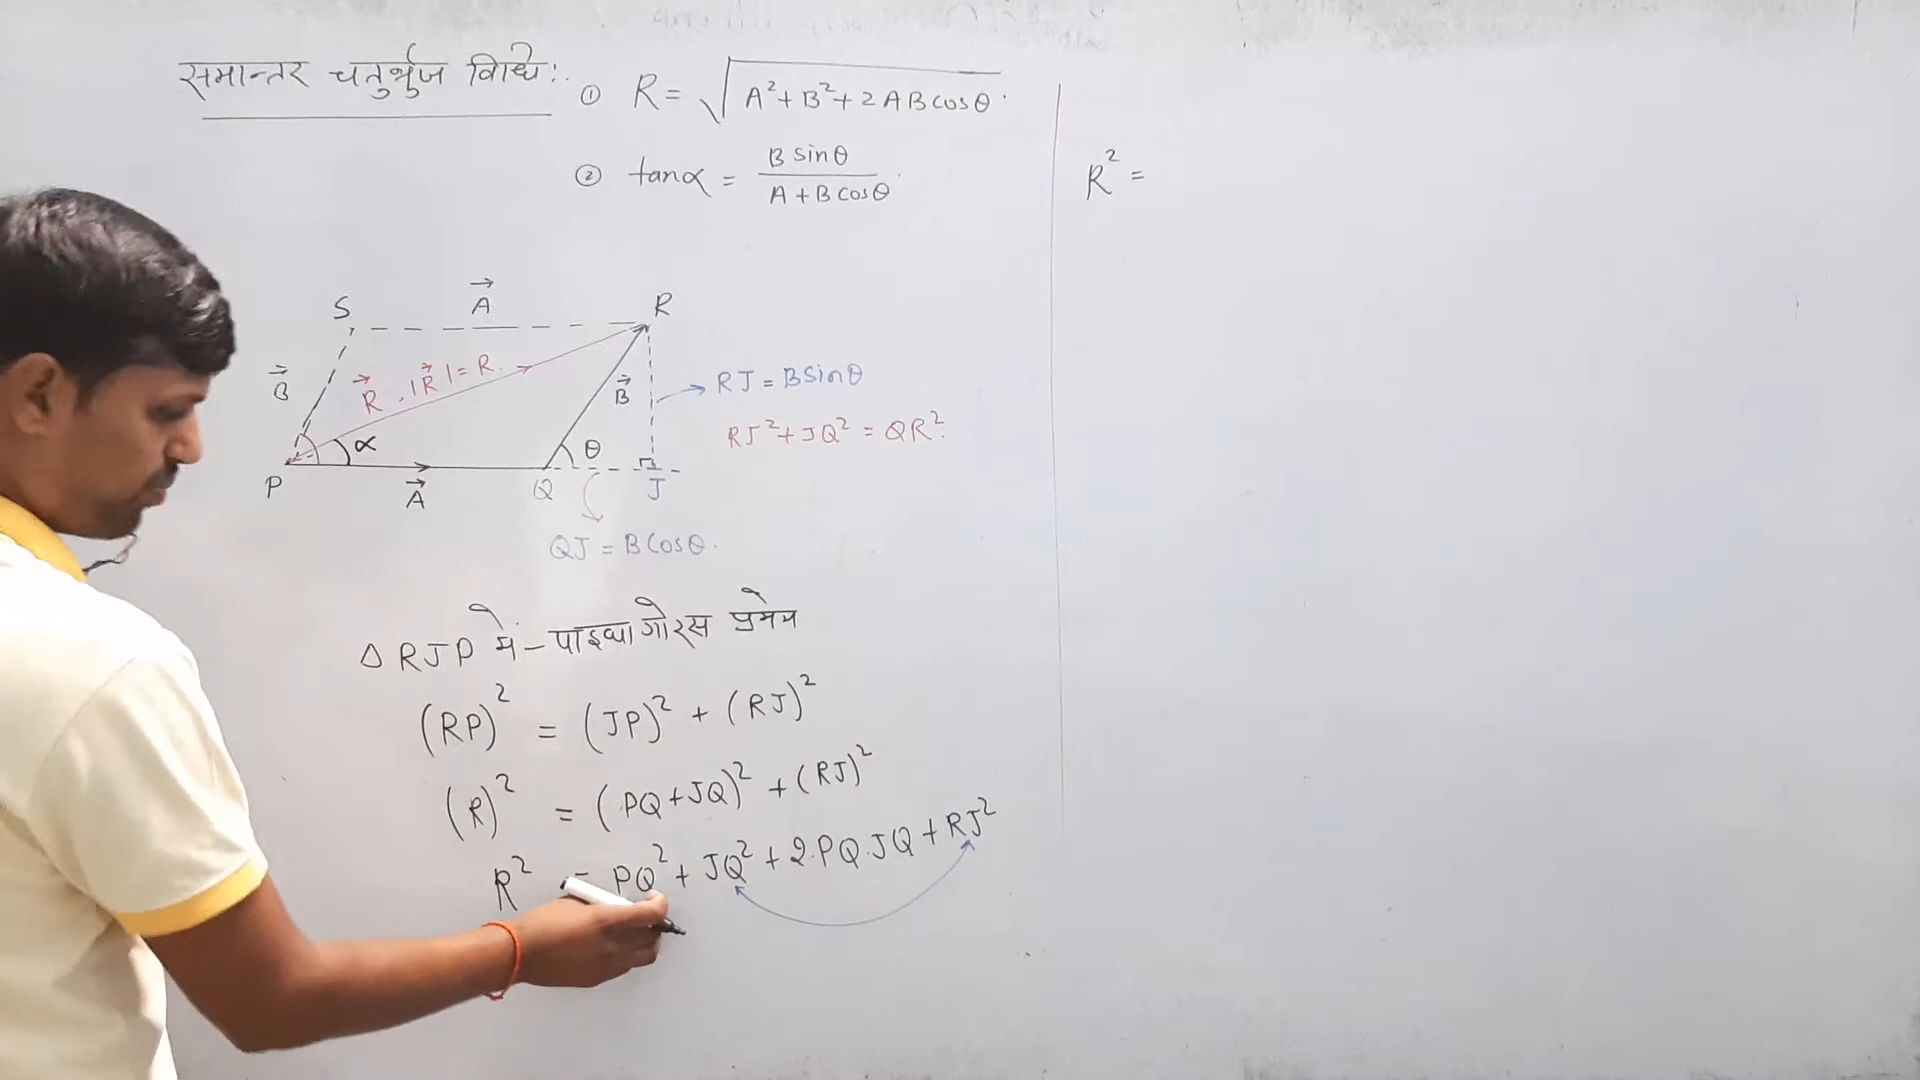 समान्तर चतुर्भुज विधि :-
① R = √(A² + B² + 2ABcosθ)
② tanα = B sinθ / (A + B cosθ)
S
A⃗
R
B⃗
R⃗ , |R⃗| = R.
B⃗
α
θ
P
A⃗
Q
J
RJ = Bsinθ
RJ² + JQ² = QR².
QJ = Bcosθ.
△ RJP में - पाइथागोरस प्रमेय
(RP)² = (JP)² + (RJ)²
(R)² = (PQ + JQ)² + (RJ)²
R² = PQ² + JQ² + 2.PQ.JQ + RJ²
R² =